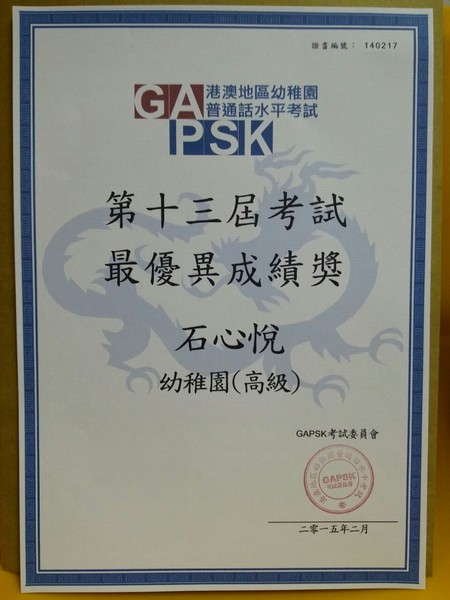 證書編號： 140217
GA 港澳地區幼稚園
普通話水平考試
PSK
第十三屆考試
最優異成績獎
石心悅
幼稚園(高級)
GAPSK考試委員會
GAPSK
二零一五年二月